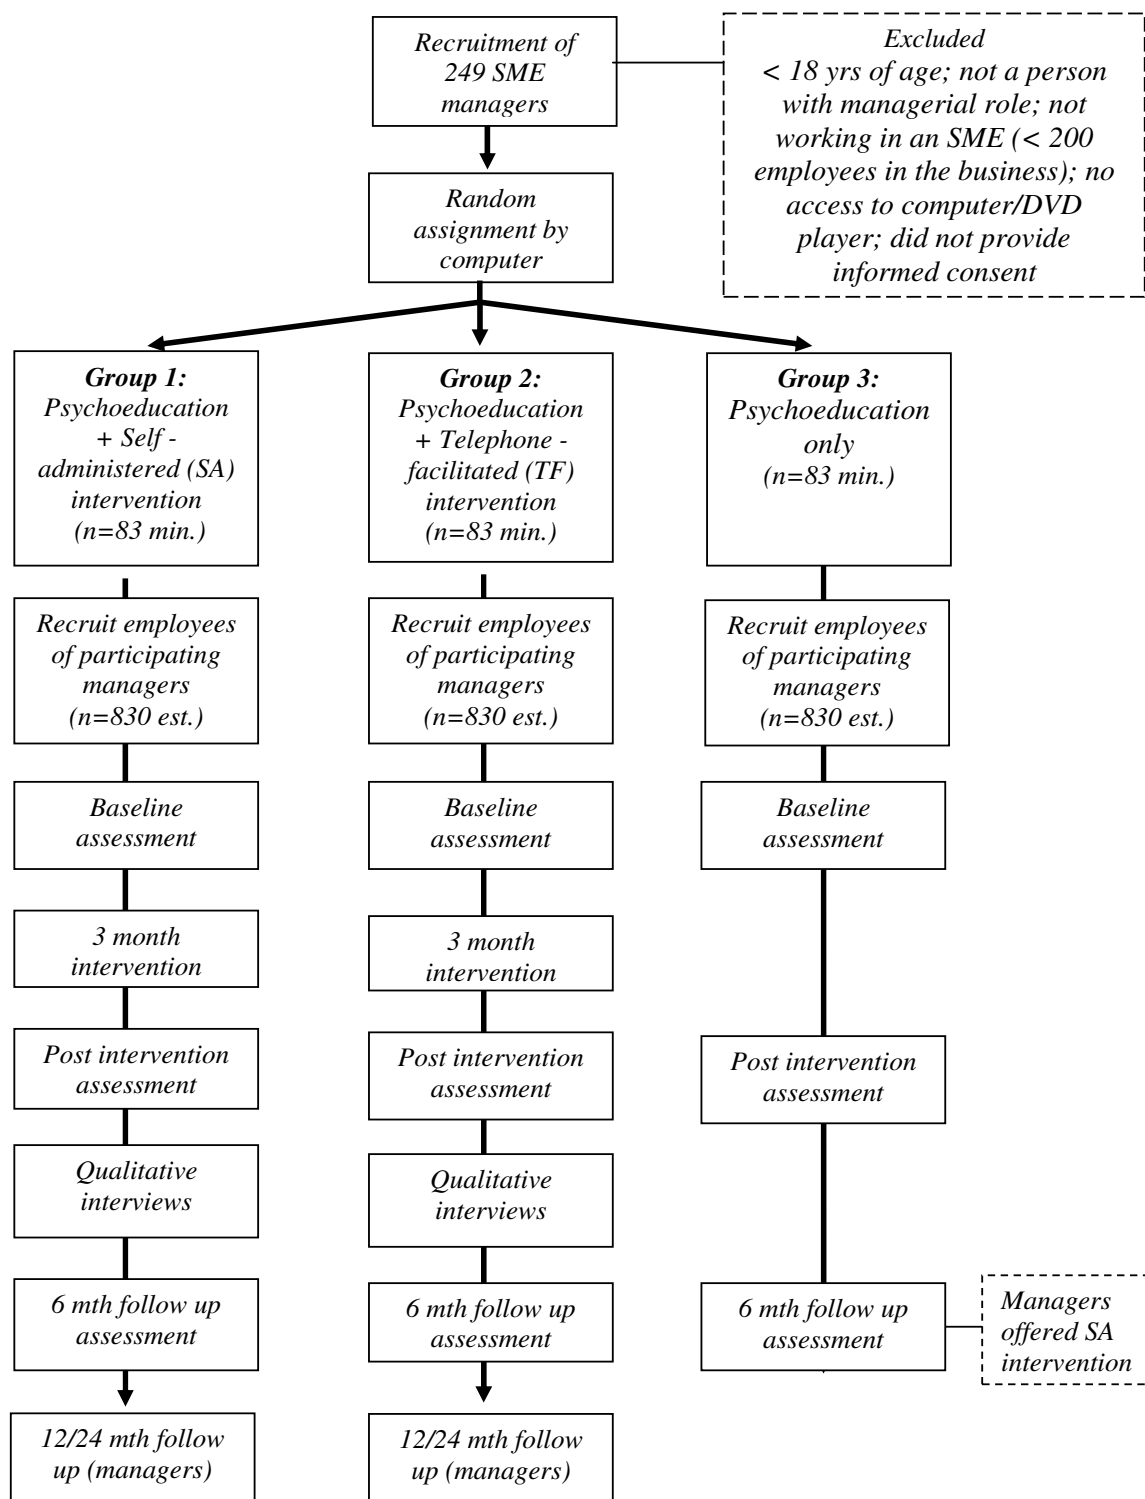 Recruitment of
249 SME
managers
Excluded
< 18 yrs of age; not a person
with managerial role; not
working in an SME (< 200
employees in the business); no
access to computer/DVD
player; did not provide
informed consent
Random
assignment by
computer
Group 1:
Psychoeducation
+ Self -
administered (SA)
intervention
(n=83 min.)
Group 2:
Psychoeducation
+ Telephone -
facilitated (TF)
intervention
(n=83 min.)
Group 3:
Psychoeducation
only
(n=83 min.)
Recruit employees
of participating
managers
(n=830 est.)
Recruit employees
of participating
managers
(n=830 est.)
Recruit employees
of participating
managers
(n=830 est.)
Baseline
assessment
Baseline
assessment
Baseline
assessment
3 month
intervention
3 month
intervention
Post intervention
assessment
Post intervention
assessment
Post intervention
assessment
Qualitative
interviews
Qualitative
interviews
6 mth follow up
assessment
6 mth follow up
assessment
6 mth follow up
assessment
Managers
offered SA
intervention
12/24 mth follow
up (managers)
12/24 mth follow
up (managers)